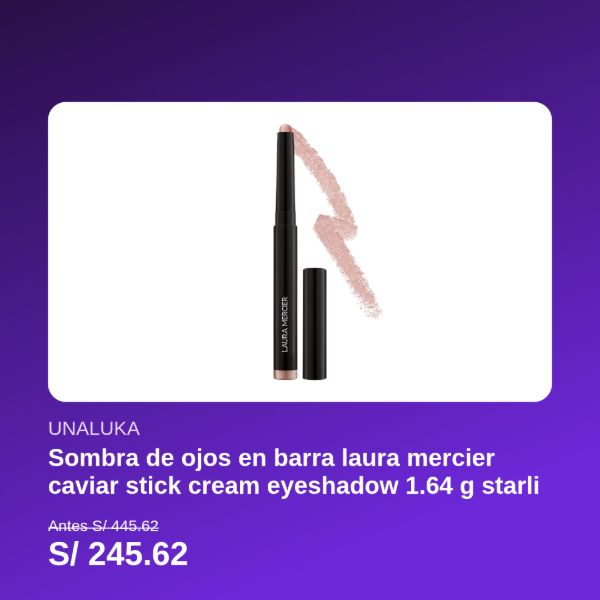 LAURA MERCIER
UNALUKA
Sombra de ojos en barra laura mercier
caviar stick cream eyeshadow 1.64 g starli
Antes S/ 445.62
S/ 245.62